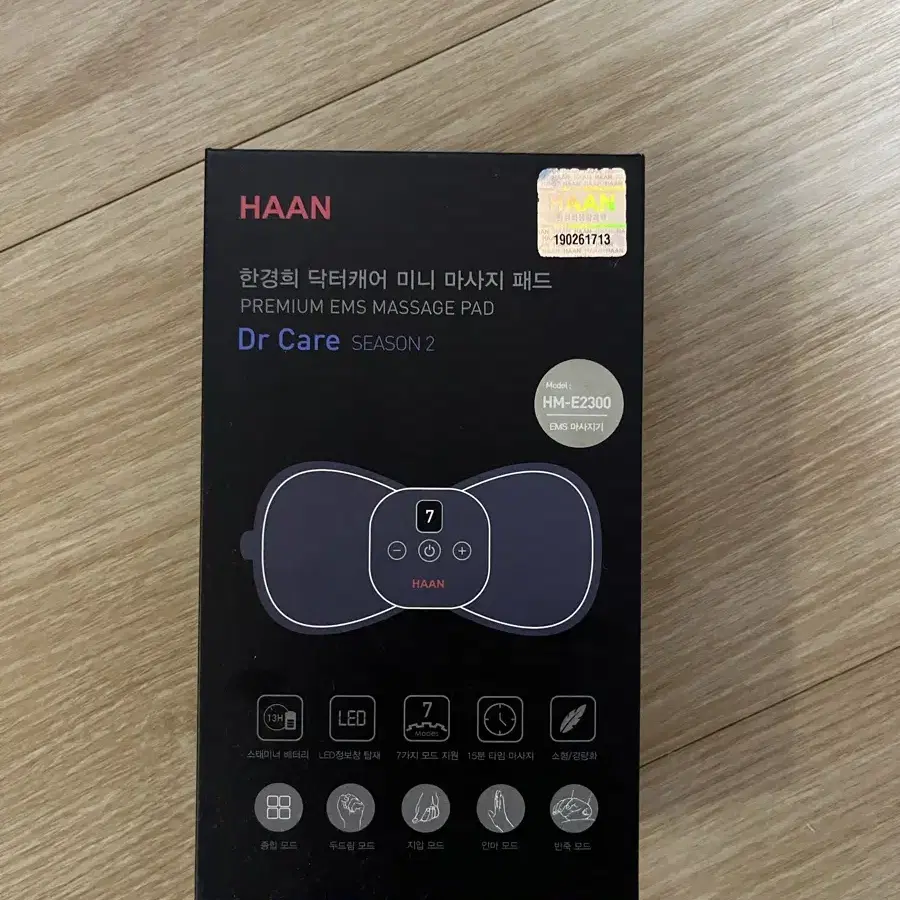 HAAN
HAAN
190261713
한경희 닥터캐어 미니 마사지 패드
PREMIUM EMS MASSAGE PAD
Dr Care SEASON 2
Model :
HM-E2300
EMS 마사지기
7
HAAN
13H
LED
7
MODES
스태미너 배터리
LED정보창 탑재
7가지 모드 지원
15분 타임 마사지
소형/경량화
종합 모드
두드림 모드
지압 모드
안마 모드
반죽 모드